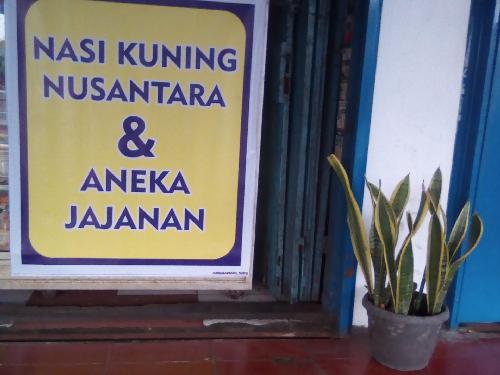 NASI KUNING
NUSANTARA
&
ANEKA
JAJANAN